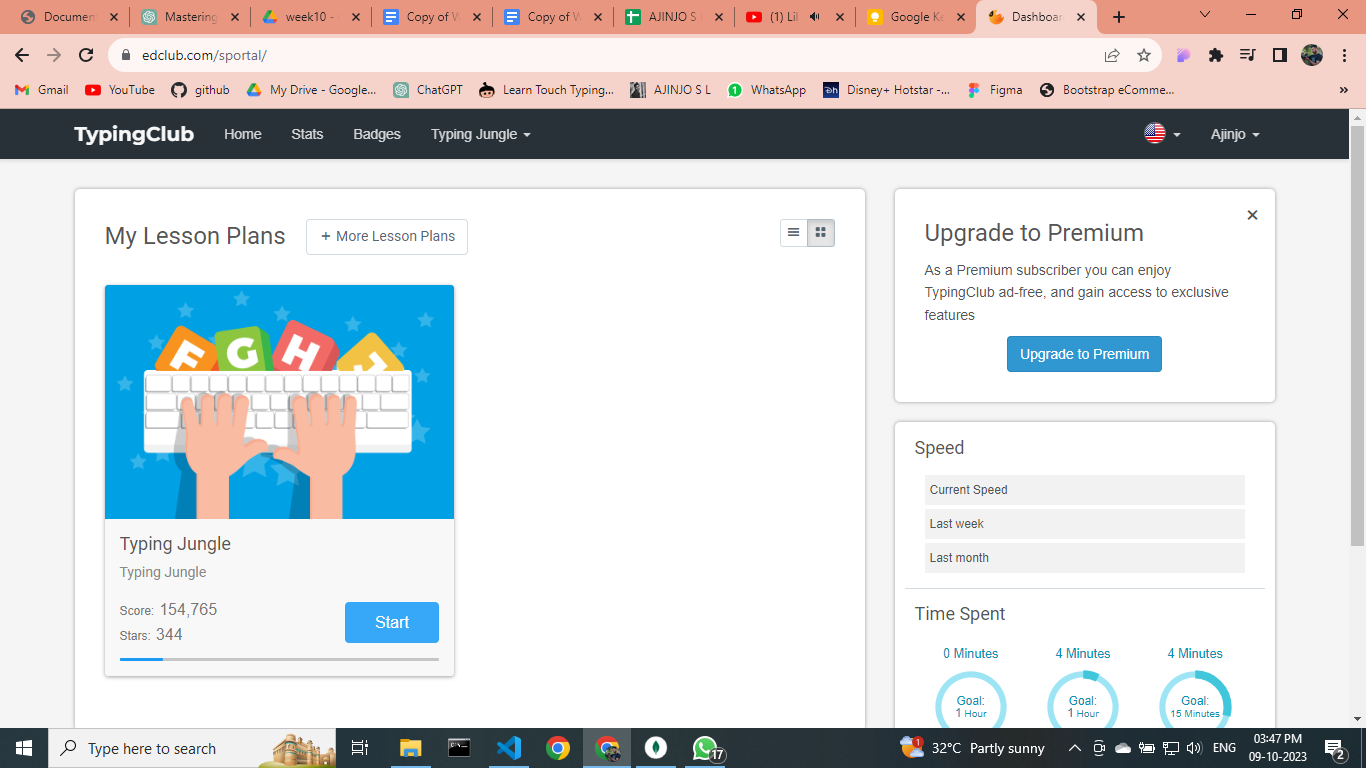 Documen
Mastering
week10 -
Copy of W
Copy of W
AJINJO S
(1) Lil
Google Ke
Dashboar
edclub.com/sportal/
Gmail
YouTube
github
My Drive - Google...
ChatGPT
Learn Touch Typing...
AJINJO S L
WhatsApp
Disney+ Hotstar -...
Figma
Bootstrap eComme...
TypingClub
Home
Stats
Badges
Typing Jungle
Ajinjo
My Lesson Plans
+ More Lesson Plans
F G H J
Typing Jungle
Typing Jungle
Score: 154,765
Stars: 344
Start
Upgrade to Premium
As a Premium subscriber you can enjoy
TypingClub ad-free, and gain access to exclusive
features
Upgrade to Premium
Speed
Current Speed
Last week
Last month
Time Spent
0 Minutes
4 Minutes
4 Minutes
Goal:
1 Hour
Goal:
1 Hour
Goal:
15 Minutes
Type here to search
17
1
32°C Partly sunny
ENG
03:47 PM
09-10-2023
2